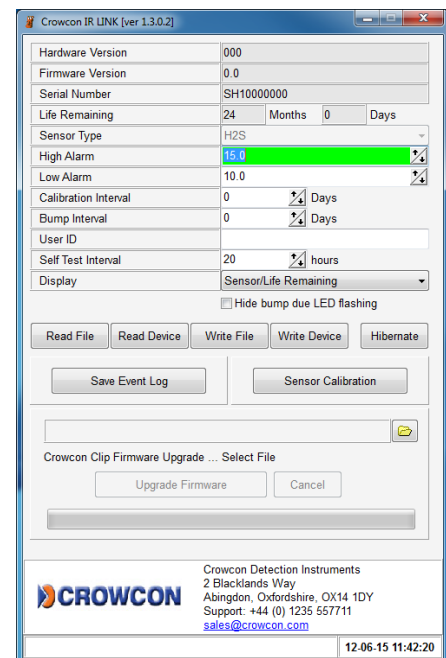 Crowcon IR LINK [ver 1.3.0.2]
Hardware Version 000
Firmware Version 0.0
Serial Number SH10000000
Life Remaining 24 Months 0 Days
Sensor Type H2S
High Alarm 15.0
Low Alarm 10.0
Calibration Interval 0 Days
Bump Interval 0 Days
User ID
Self Test Interval 20 hours
Display Sensor/Life Remaining
Hide bump due LED flashing
Read File Read Device Write File Write Device Hibernate
Save Event Log Sensor Calibration
Crowcon Clip Firmware Upgrade ... Select File
Upgrade Firmware Cancel
CROWCON
Crowcon Detection Instruments
2 Blacklands Way
Abingdon, Oxfordshire, OX14 1DY
Support: +44 (0) 1235 557711
sales@crowcon.com
12-06-15 11:42:20